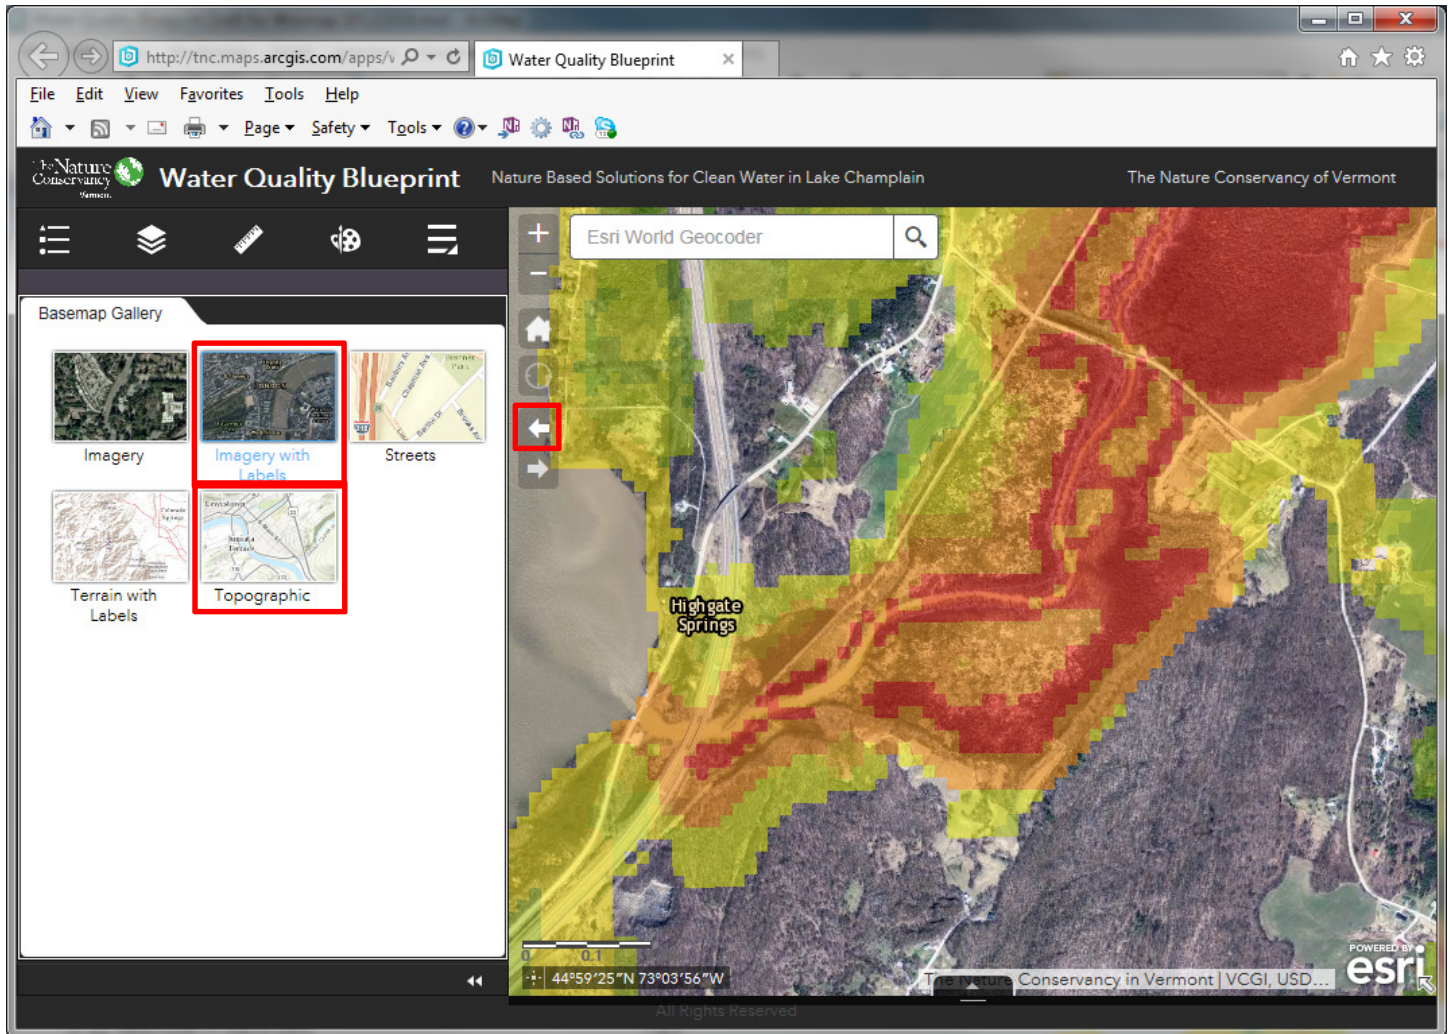 http://tnc.maps.arcgis.com/apps/v
Water Quality Blueprint
File Edit View Favorites Tools Help
Page Safety Tools
The Nature Conservancy
Vermont
Water Quality Blueprint
Nature Based Solutions for Clean Water in Lake Champlain
The Nature Conservancy of Vermont
Esri World Geocoder
Basemap Gallery
Imagery
Imagery with
Labels
Streets
Terrain with
Labels
Topographic
Highgate
Springs
0 0.1
44°59'25"N 73°03'56"W
The Nature Conservancy in Vermont | VCGI, USD...
POWERED BY
esri
All Rights Reserved